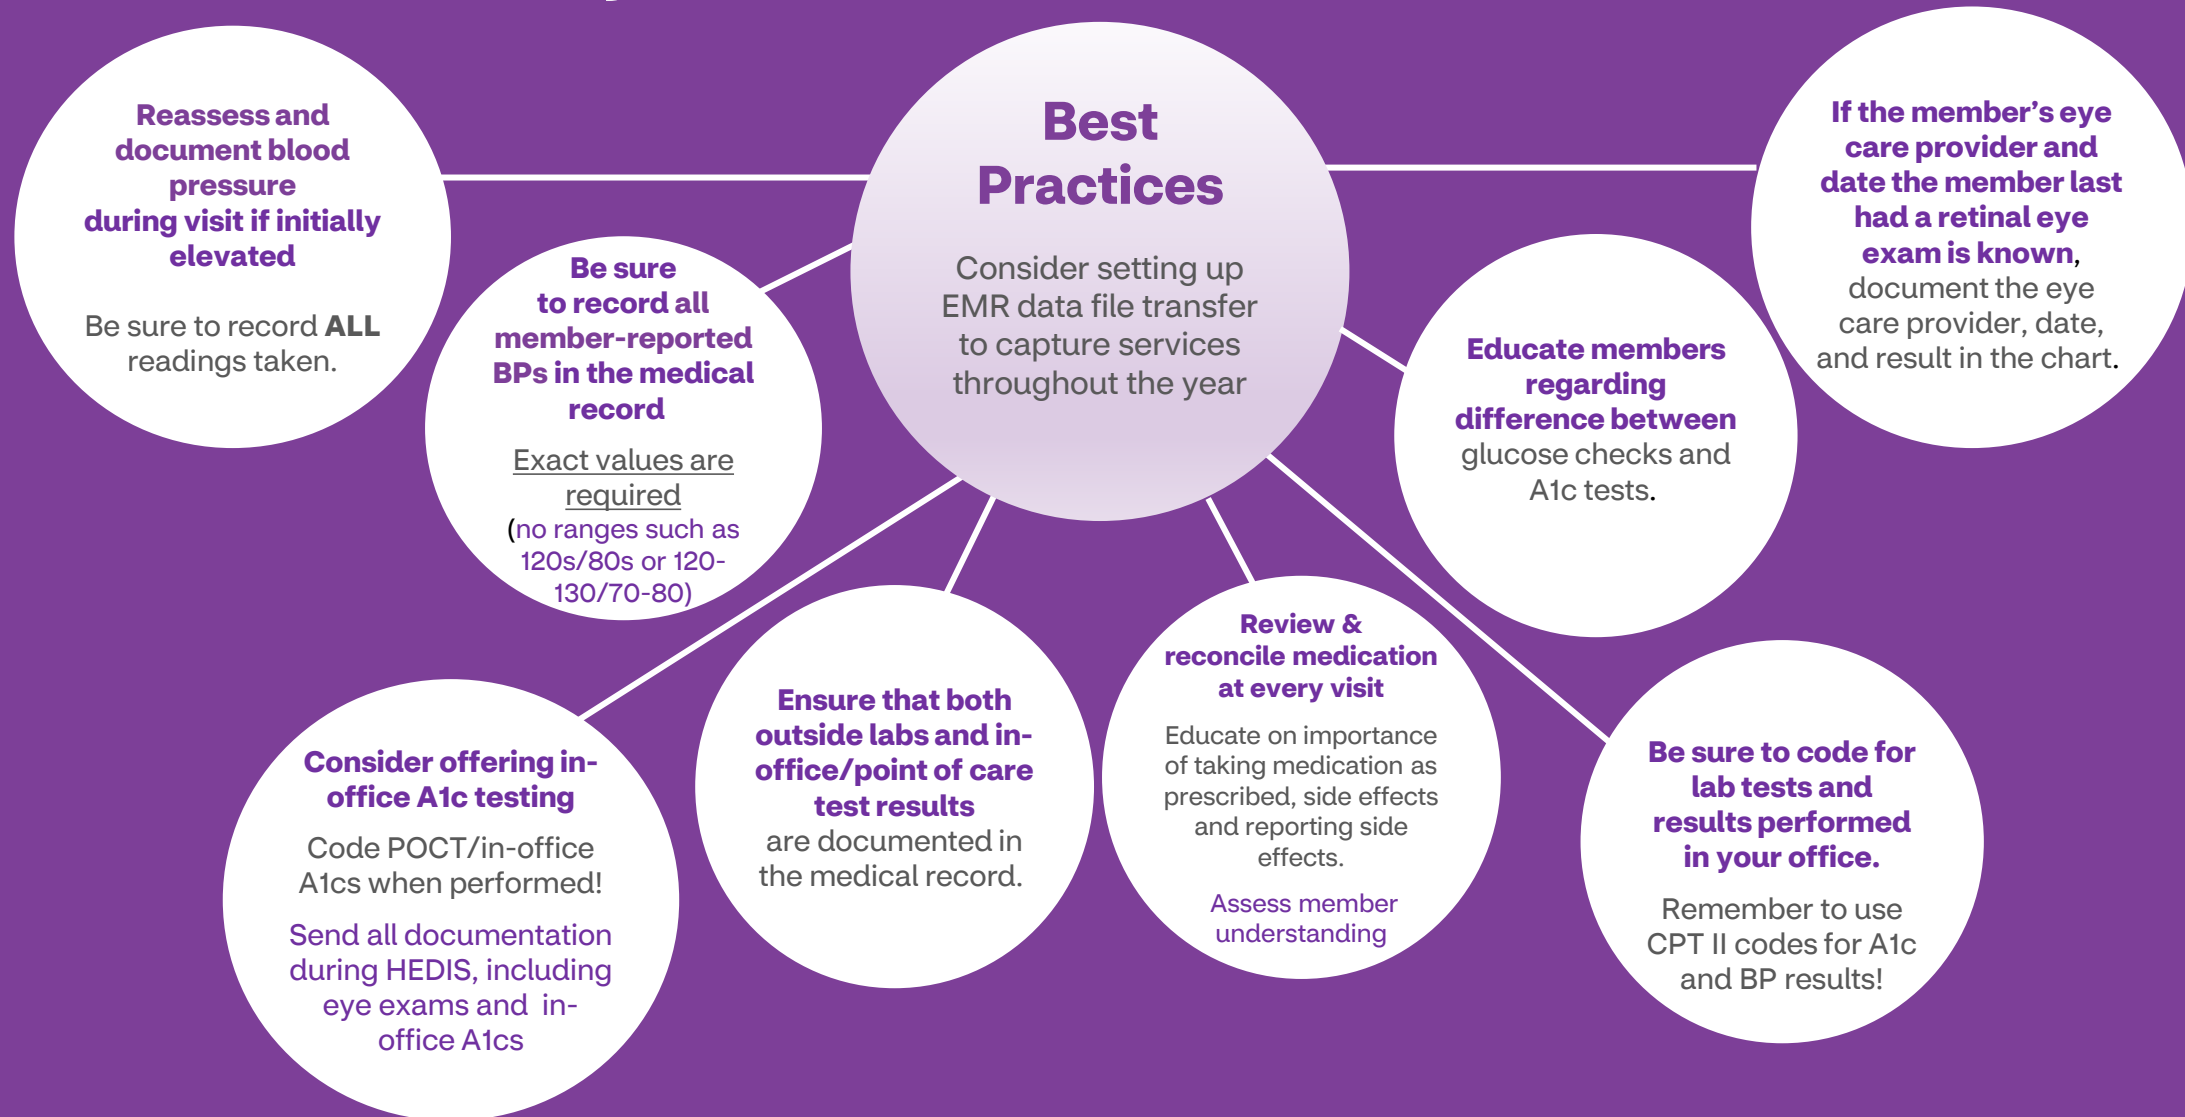 Best
Practices
Consider setting up
EMR data file transfer
to capture services
throughout the year
Reassess and
document blood
pressure
during visit if initially
elevated
Be sure to record ALL
readings taken.
Be sure
to record all
member-reported
BPs in the medical
record
Exact values are
required
(no ranges such as
120s/80s or 120-
130/70-80)
Consider offering in-
office A1c testing
Code POCT/in-office
A1cs when performed!
Send all documentation
during HEDIS, including
eye exams and in-
office A1cs
Ensure that both
outside labs and in-
office/point of care
test results
are documented in
the medical record.
Review &
reconcile medication
at every visit
Educate on importance
of taking medication as
prescribed, side effects
and reporting side
effects.
Assess member
understanding
Be sure to code for
lab tests and
results performed
in your office.
Remember to use
CPT II codes for A1c
and BP results!
Educate members
regarding
difference between
glucose checks and
A1c tests.
If the member’s eye
care provider and
date the member last
had a retinal eye
exam is known,
document the eye
care provider, date,
and result in the chart.